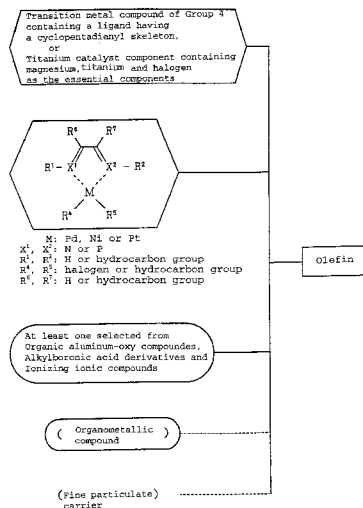 Transition metal compound of Group 4
containing a ligand having
a cyclopentadienyl skeleton,
or
Titanium catalyst component containing
magnesium, titanium and halogen
as the essential components
R⁶ R⁷
R¹ - X¹ X² - R²
M
R⁴ R⁵
M: Pd, Ni or Pt
X¹, X²: N or P
R¹, R²: H or hydrocarbon group
R⁴, R⁵: halogen or hydrocarbon group
R⁶, R⁷: H or hydrocarbon group
Olefin
At least one selected from
Organic aluminum-oxy compoundes,
Alkylboronic acid derivatives and
Ionizing ionic compounds
( Organometallic )
compound
(Fine particulate)
carrier